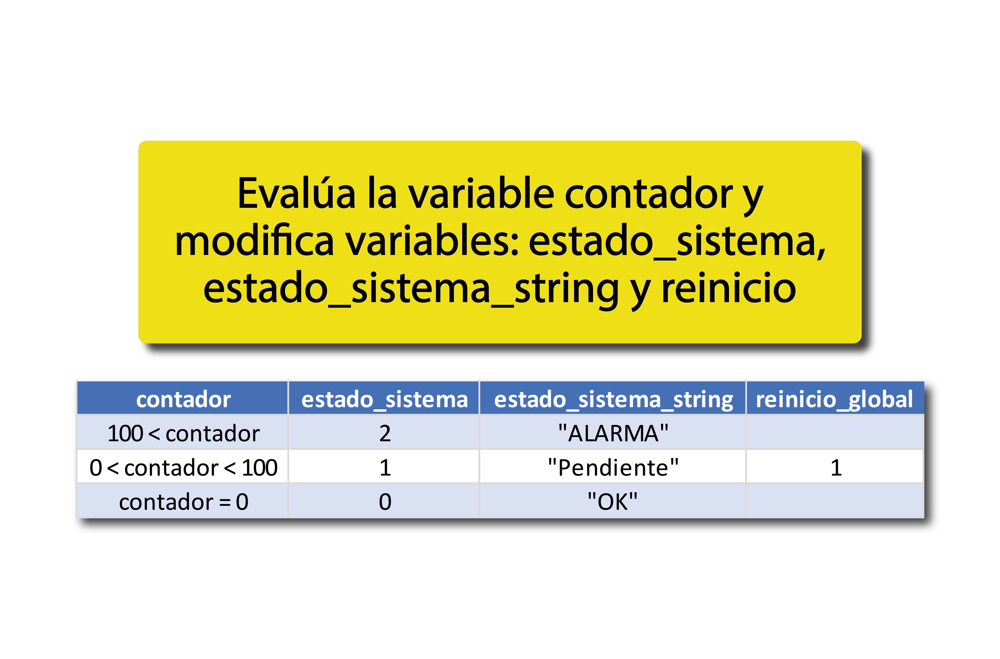 Evalúa la variable contador y
modifica variables: estado_sistema,
estado_sistema_string y reinicio
contador estado_sistema estado_sistema_string reinicio_global
100 < contador 2 "ALARMA"
0 < contador < 100 1 "Pendiente" 1
contador = 0 0 "OK"